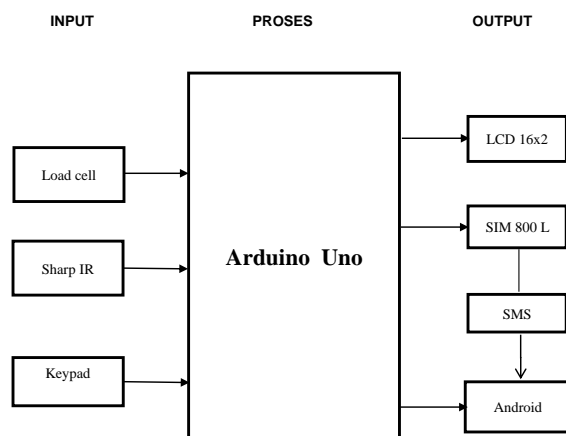 INPUT
PROSES
OUTPUT
Load cell
Sharp IR
Keypad
Arduino Uno
LCD 16x2
SIM 800 L
SMS
Android